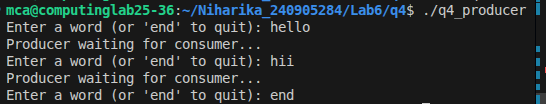 mca@computinglab25-36:~/Niharika_240905284/Lab6/q4$ ./q4_producer
Enter a word (or 'end' to quit): hello
Producer waiting for consumer...
Enter a word (or 'end' to quit): hii
Producer waiting for consumer...
Enter a word (or 'end' to quit): end